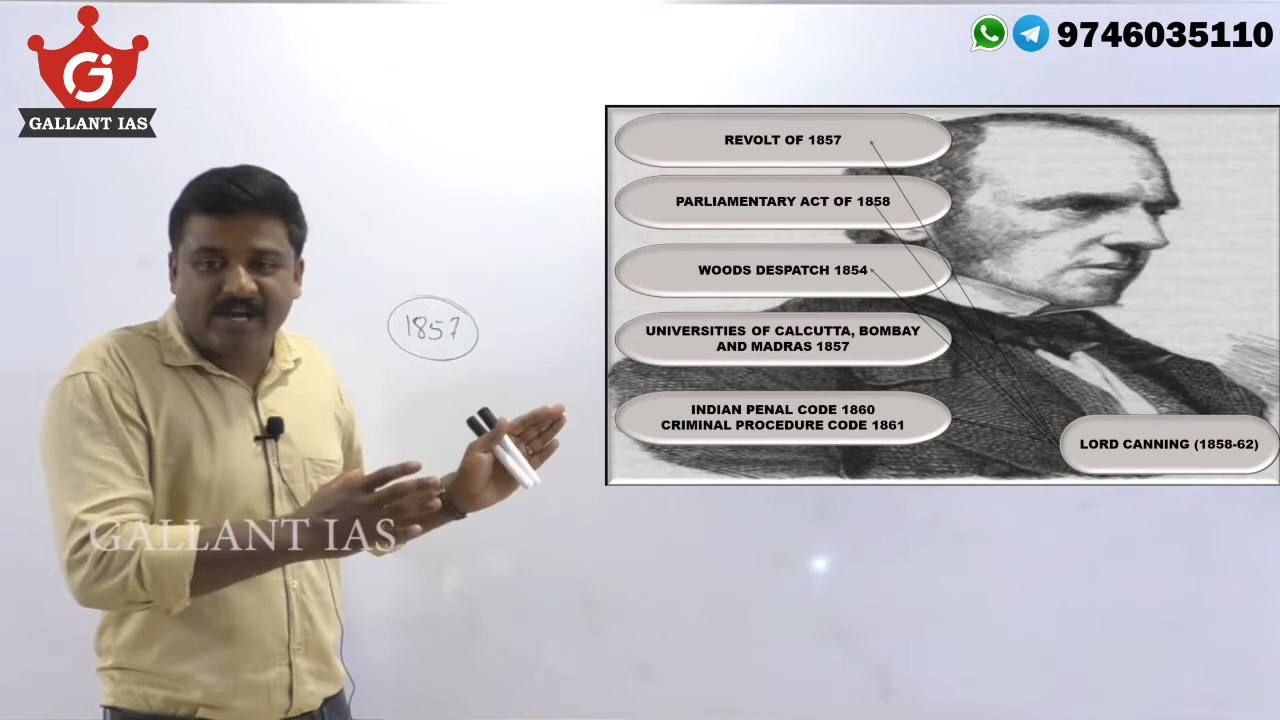 GALLANT IAS
9746035110
REVOLT OF 1857
PARLIAMENTARY ACT OF 1858
WOODS DESPATCH 1854
UNIVERSITIES OF CALCUTTA, BOMBAY
AND MADRAS 1857
INDIAN PENAL CODE 1860
CRIMINAL PROCEDURE CODE 1861
LORD CANNING (1858-62)
1857
GALLANT IAS